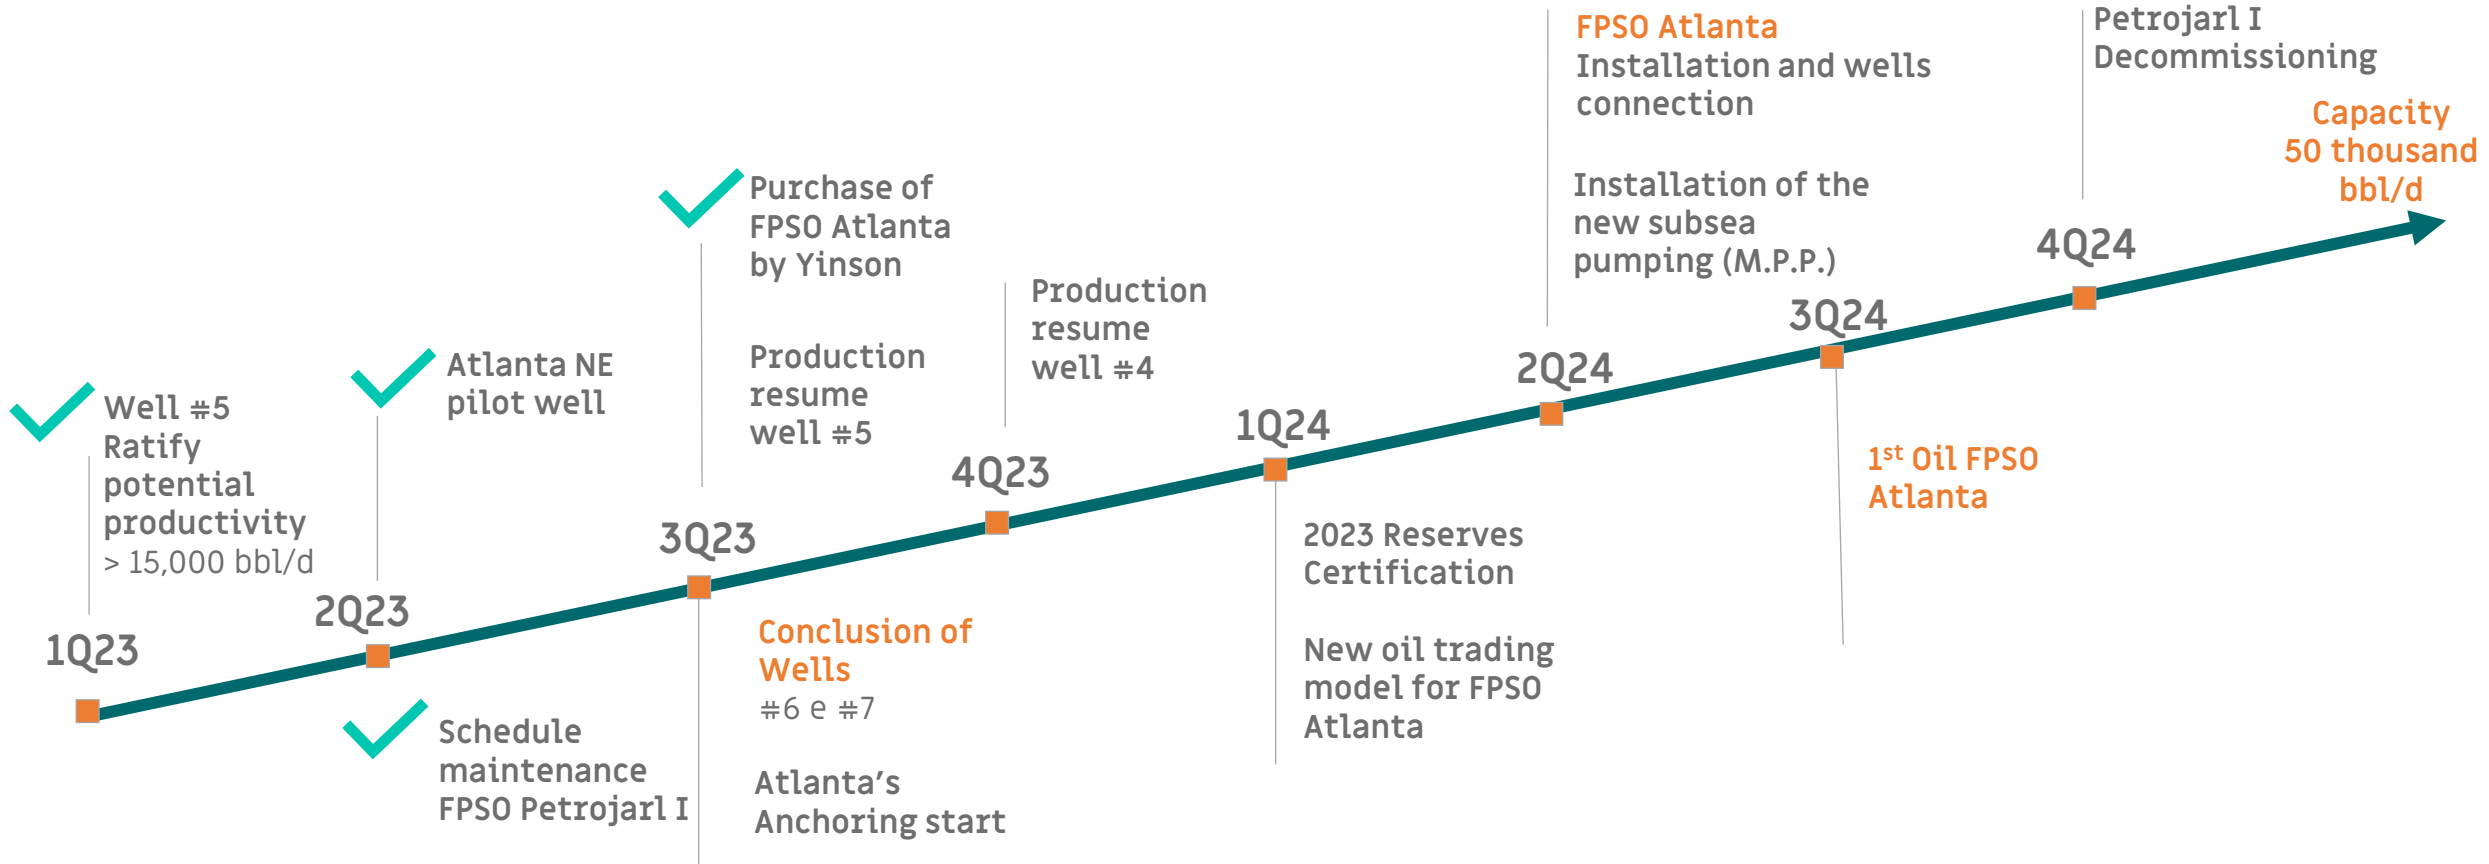 Well #5
Ratify
potential
productivity
> 15,000 bbl/d
1Q23
Atlanta NE
pilot well
2Q23
Schedule
maintenance
FPSO Petrojarl I
Purchase of
FPSO Atlanta
by Yinson
Production
resume
well #5
3Q23
Conclusion of
Wells
#6 e #7
Atlanta’s
Anchoring start
Production
resume
well #4
4Q23
1Q24
2023 Reserves
Certification
New oil trading
model for FPSO
Atlanta
FPSO Atlanta
Installation and wells
connection
Installation of the
new subsea
pumping (M.P.P.)
2Q24
3Q24
1st Oil FPSO
Atlanta
Petrojarl I
Decommissioning
4Q24
Capacity
50 thousand
bbl/d